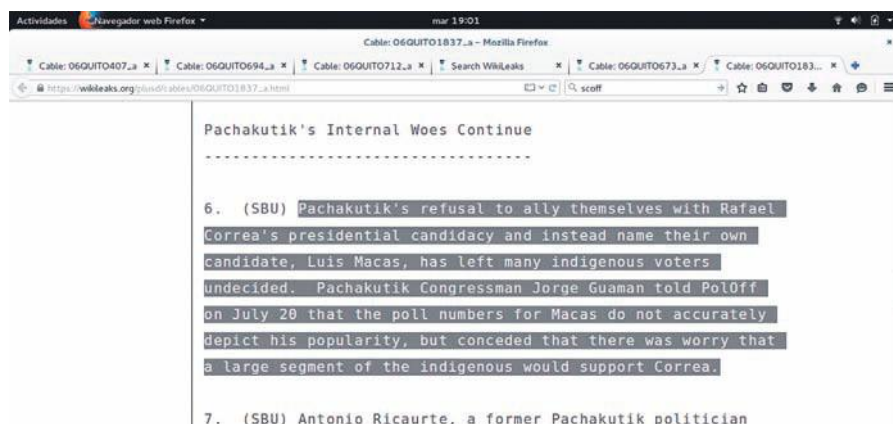 Actividades Navegador web Firefox mar 19:01
Cable: 06QUITO1837_a - Mozilla Firefox
Cable: 06QUITO407_a Cable: 06QUITO694_a Cable: 06QUITO712_a Search WikiLeaks Cable: 06QUITO673_a Cable: 06QUITO183...
https://wikileaks.org/plusd/cables/06QUITO1837_a.html scoff
Pachakutik's Internal Woes Continue
-----------------------------------
6. (SBU) Pachakutik's refusal to ally themselves with Rafael
Correa's presidential candidacy and instead name their own
candidate, Luis Macas, has left many indigenous voters
undecided. Pachakutik Congressman Jorge Guaman told PolOff
on July 20 that the poll numbers for Macas do not accurately
depict his popularity, but conceded that there was worry that
a large segment of the indigenous would support Correa.
7. (SBU) Antonio Ricaurte, a former Pachakutik politician